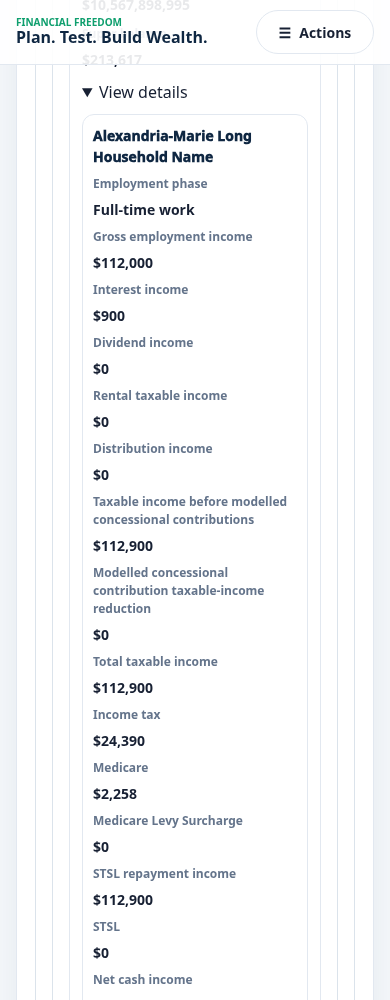 $10,567,898,995
FINANCIAL FREEDOM
Plan. Test. Build Wealth.
☰ Actions
$213,617
▼ View details
Alexandria-Marie Long
Household Name
Employment phase
Full-time work
Gross employment income
$112,000
Interest income
$900
Dividend income
$0
Rental taxable income
$0
Distribution income
$0
Taxable income before modelled
concessional contributions
$112,900
Modelled concessional
contribution taxable-income
reduction
$0
Total taxable income
$112,900
Income tax
$24,390
Medicare
$2,258
Medicare Levy Surcharge
$0
STSL repayment income
$112,900
STSL
$0
Net cash income